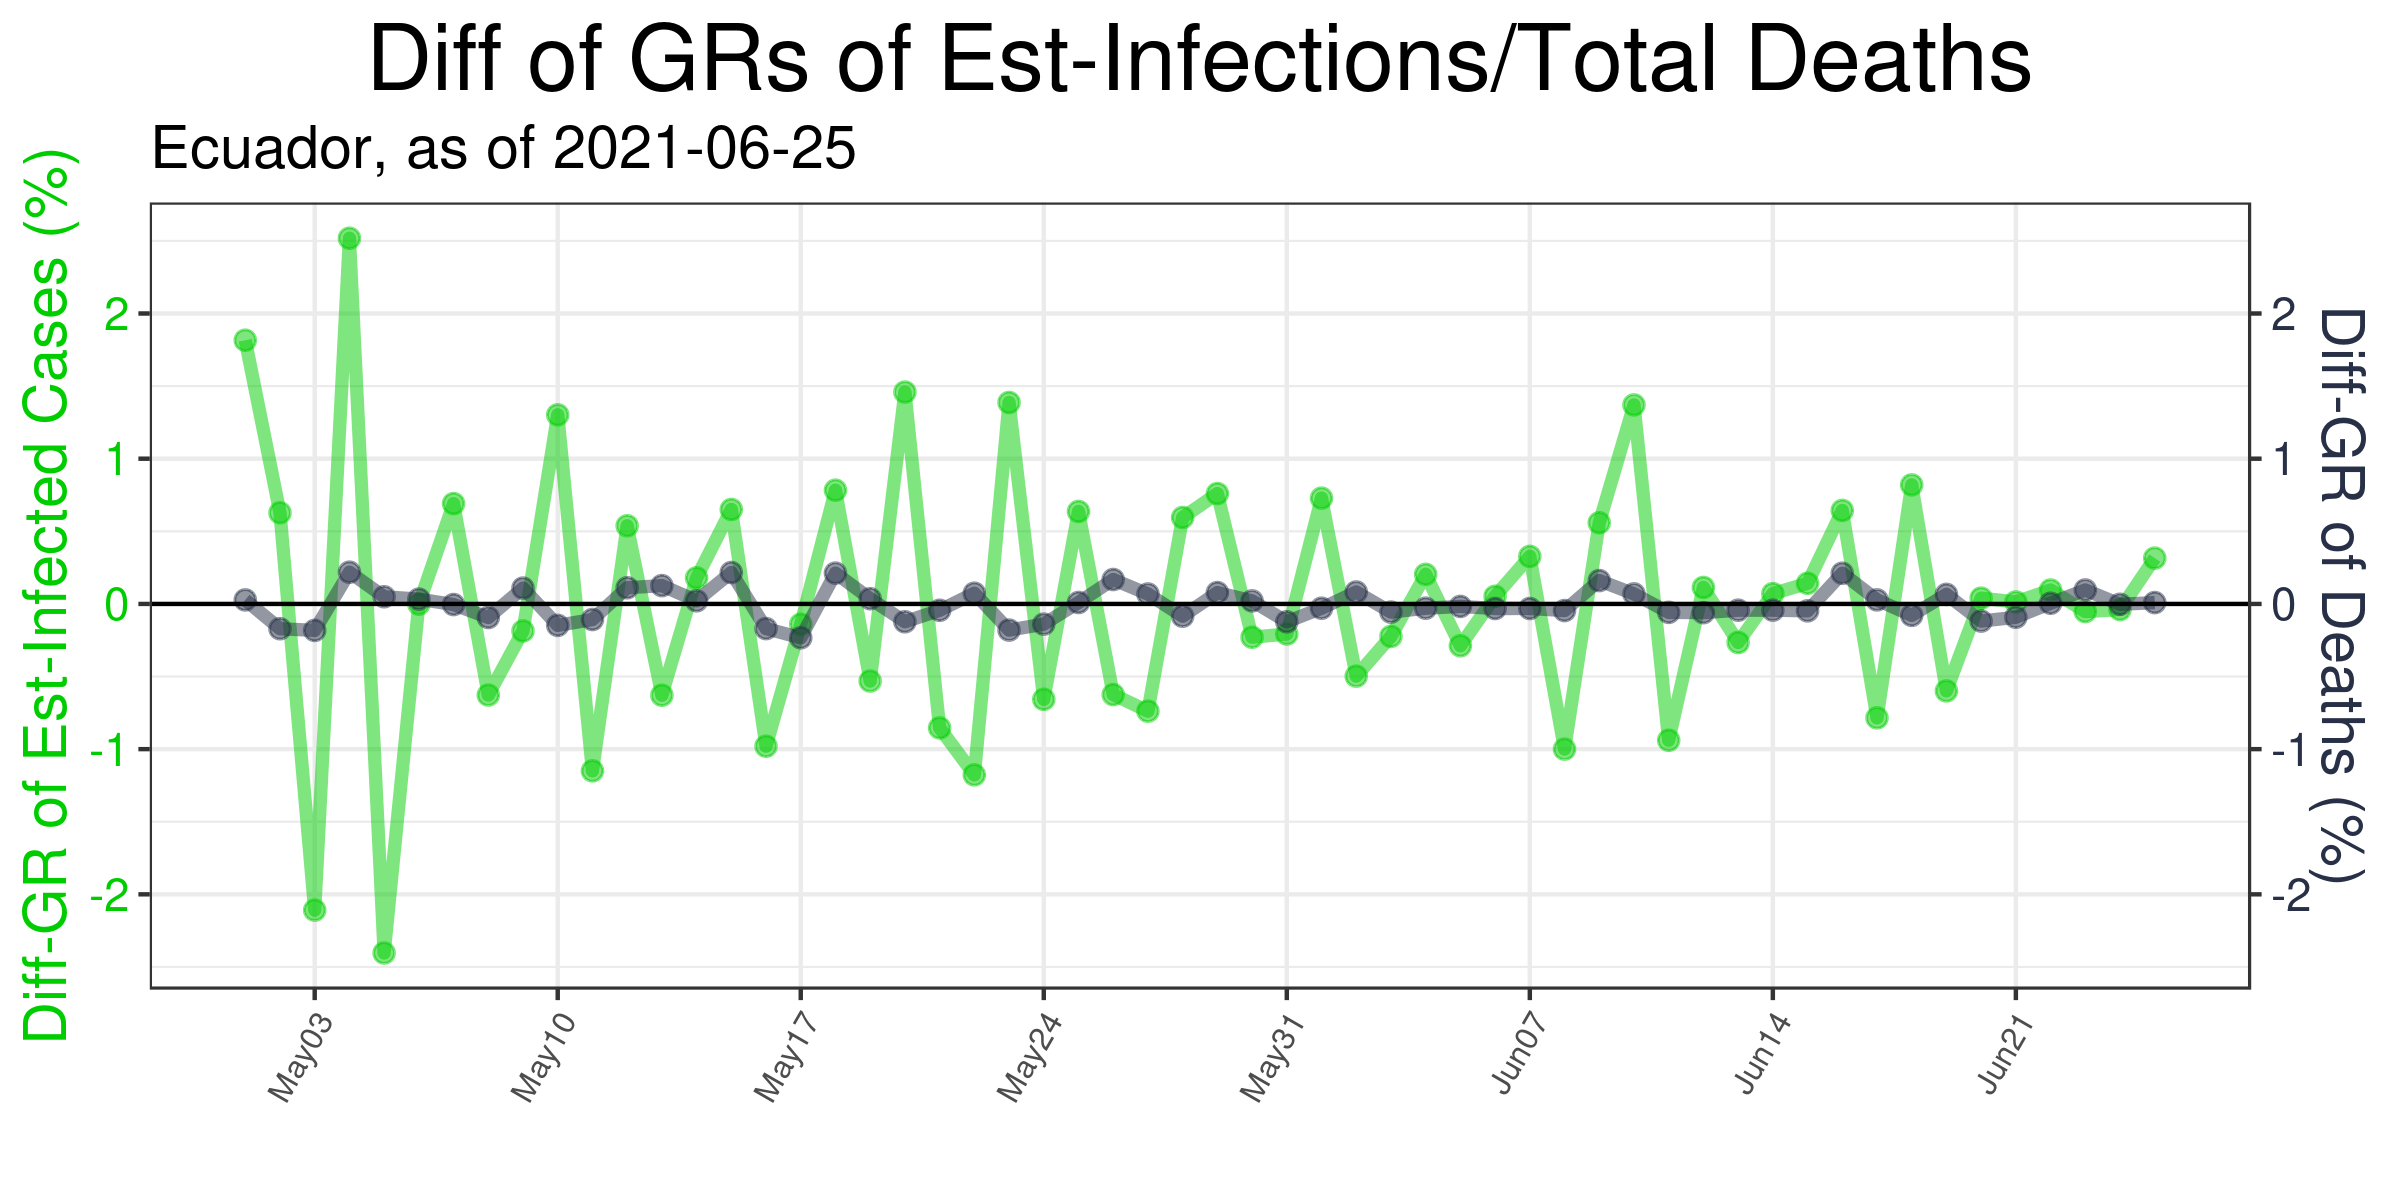 Diff of GRs of Est-Infections/Total Deaths
Ecuador, as of 2021-06-25
Diff-GR of Est-Infected Cases (%)
2
1
0
-1
-2
2
1
0
-1
-2
Diff-GR of Deaths (%)
May03
May10
May17
May24
May31
Jun07
Jun14
Jun21